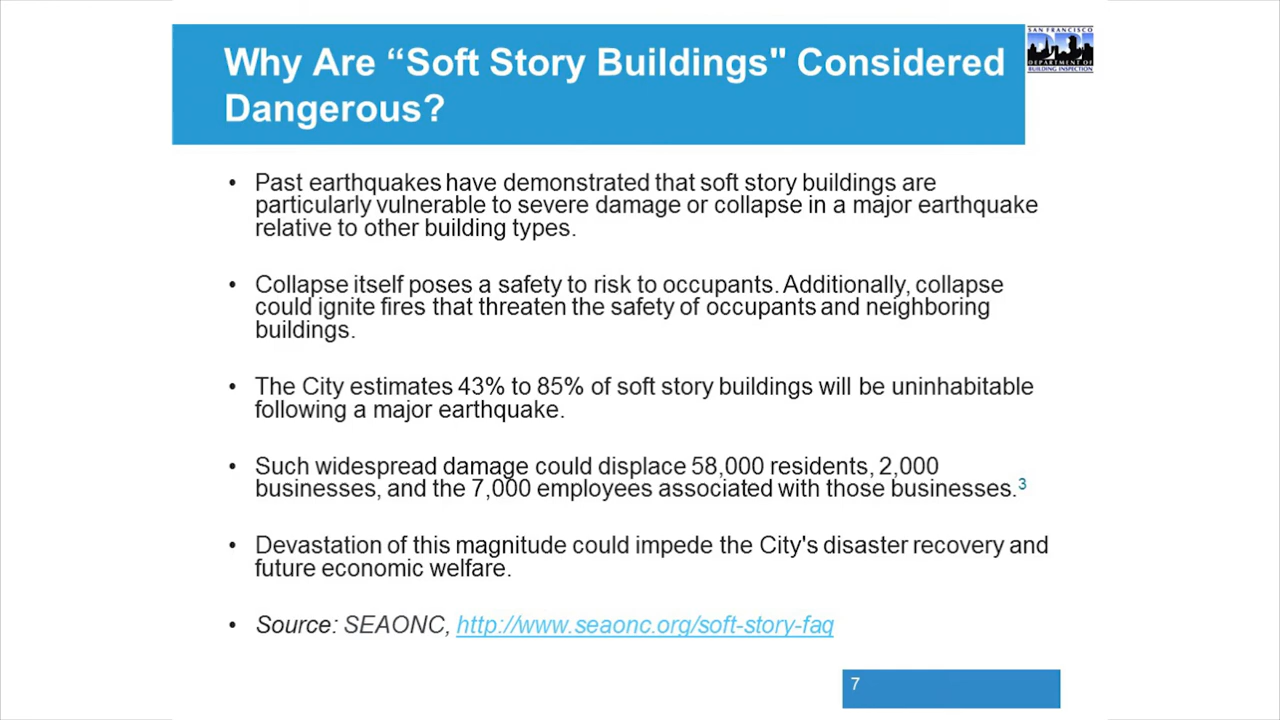 Why Are “Soft Story Buildings" Considered
Dangerous?
SAN FRANCISCO
DEPARTMENT OF
BUILDING INSPECTION
• Past earthquakes have demonstrated that soft story buildings are
particularly vulnerable to severe damage or collapse in a major earthquake
relative to other building types.
• Collapse itself poses a safety to risk to occupants. Additionally, collapse
could ignite fires that threaten the safety of occupants and neighboring
buildings.
• The City estimates 43% to 85% of soft story buildings will be uninhabitable
following a major earthquake.
• Such widespread damage could displace 58,000 residents, 2,000
businesses, and the 7,000 employees associated with those businesses.3
• Devastation of this magnitude could impede the City's disaster recovery and
future economic welfare.
• Source: SEAONC, http://www.seaonc.org/soft-story-faq
7